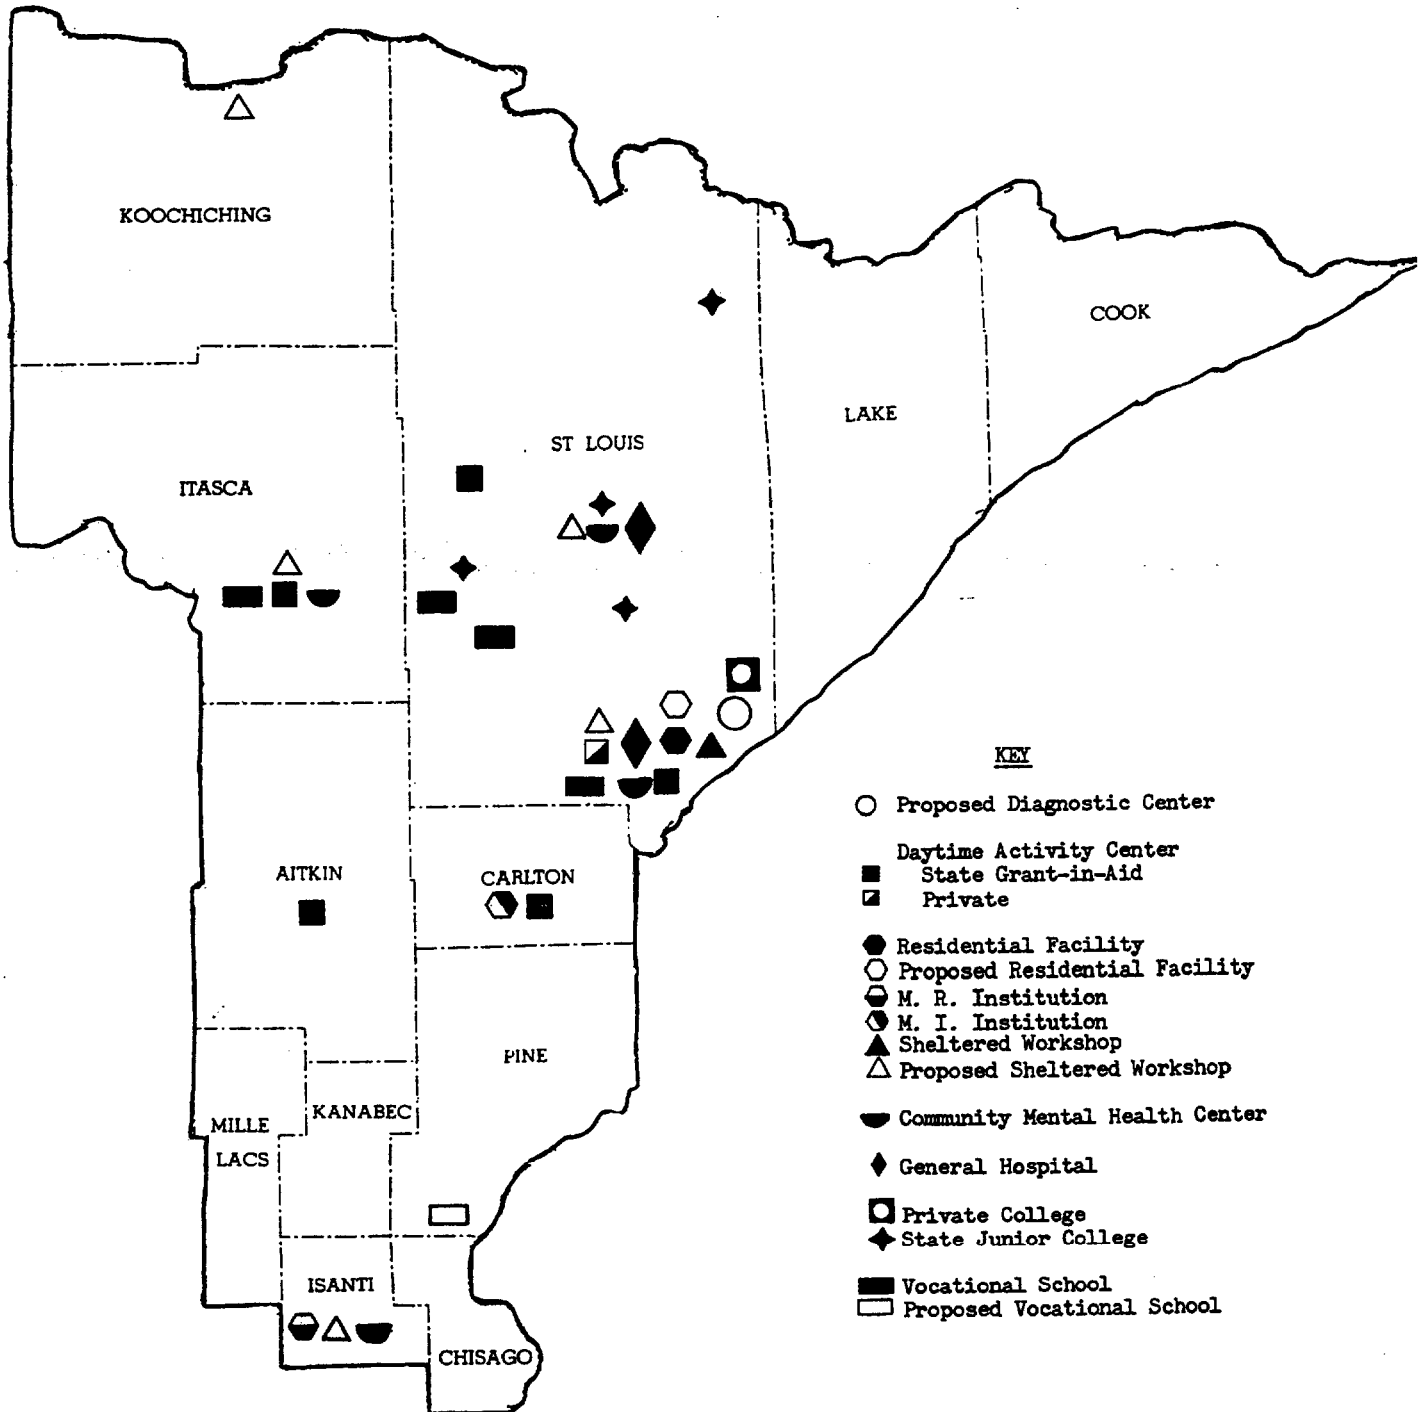 KOOCHICHING
COOK
LAKE
ST LOUIS
ITASCA
KEY
Proposed Diagnostic Center
Daytime Activity Center
State Grant-in-Aid
Private
AITKIN
CARLTON
Residential Facility
Proposed Residential Facility
M. R. Institution
M. I. Institution
Sheltered Workshop
Proposed Sheltered Workshop
PINE
KANABEC
MILLE
LACS
Community Mental Health Center
General Hospital
Private College
State Junior College
ISANTI
Vocational School
Proposed Vocational School
CHISAGO